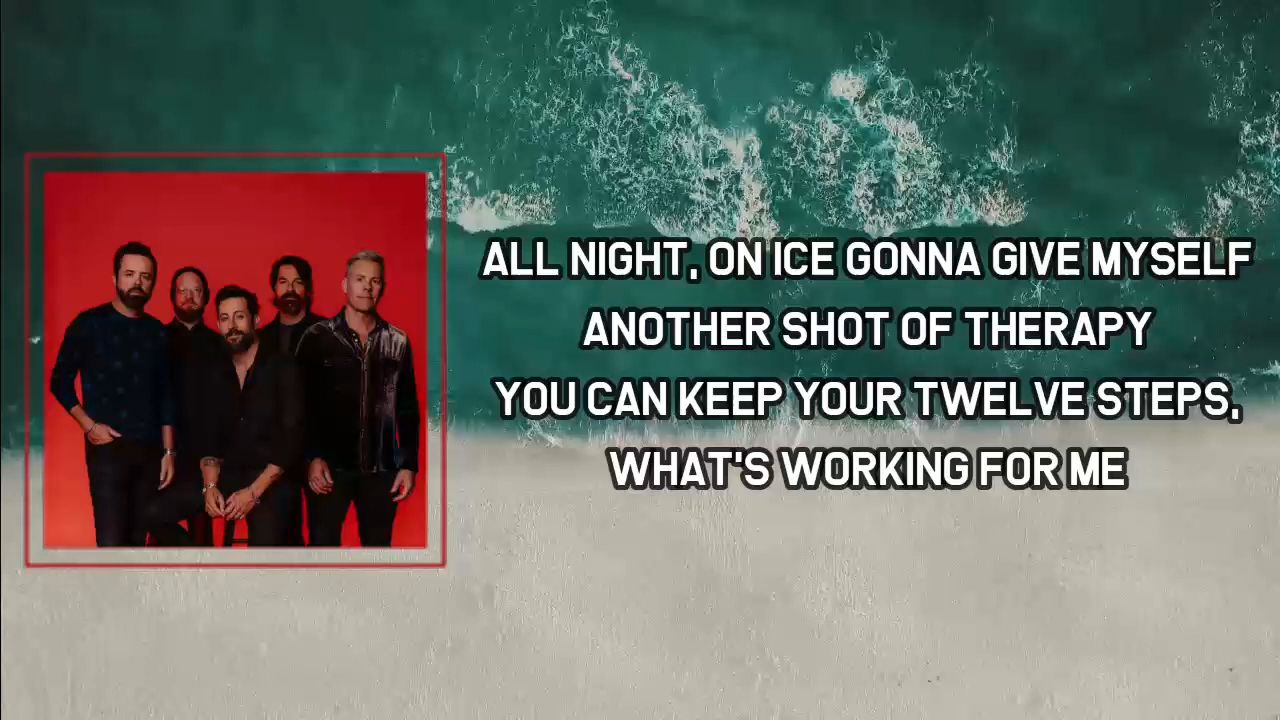 ALL NIGHT, ON ICE GONNA GIVE MYSELF
ANOTHER SHOT OF THERAPY
YOU CAN KEEP YOUR TWELVE STEPS,
WHAT'S WORKING FOR ME